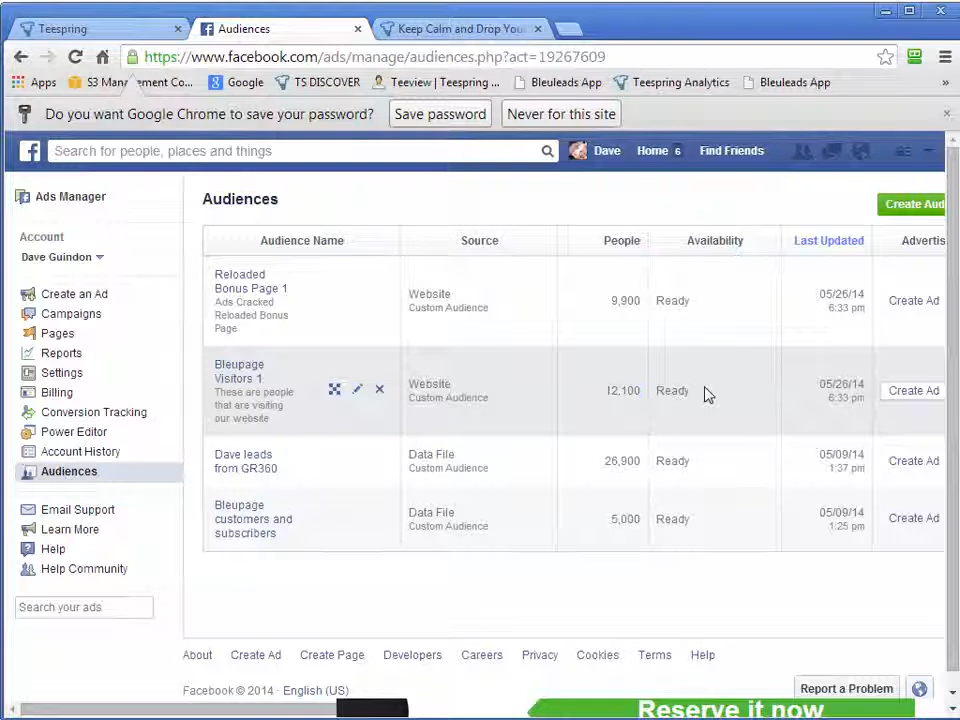 Teespring
Audiences
Keep Calm and Drop You
https://www.facebook.com/ads/manage/audiences.php?act=19267609
Apps
S3 Man
ement Co...
Google
TS DISCOVER
Teeview | Teespring ...
Bleuleads App
Teespring Analytics
Bleuleads App
Do you want Google Chrome to save your password?
Save password
Never for this site
Search for people, places and things
Dave
Home 6
Find Friends
Ads Manager
Account
Dave Guindon
Create an Ad
Campaigns
Pages
Reports
Settings
Billing
Conversion Tracking
Power Editor
Account History
Audiences
Email Support
Learn More
Help
Help Community
Search your ads
Audiences
Create Aud
Audience Name
Source
People
Availability
Last Updated
Advertis
Reloaded
Bonus Page 1
Ads Cracked
Reloaded Bonus
Page
Website
Custom Audience
9,900
Ready
05/26/14
6:33 pm
Create Ad
Bleupage
Visitors 1
These are people
that are visiting
our website
Website
Custom Audience
12,100
Ready
05/26/14
6:33 pm
Create Ad
Dave leads
from GR360
Data File
Custom Audience
26,900
Ready
05/09/14
1:37 pm
Create Ad
Bleupage
customers and
subscribers
Data File
Custom Audience
5,000
Ready
05/09/14
1:25 pm
Create Ad
About
Create Ad
Create Page
Developers
Careers
Privacy
Cookies
Terms
Help
Facebook © 2014 · English (US)
Report a Problem
Reserve it now